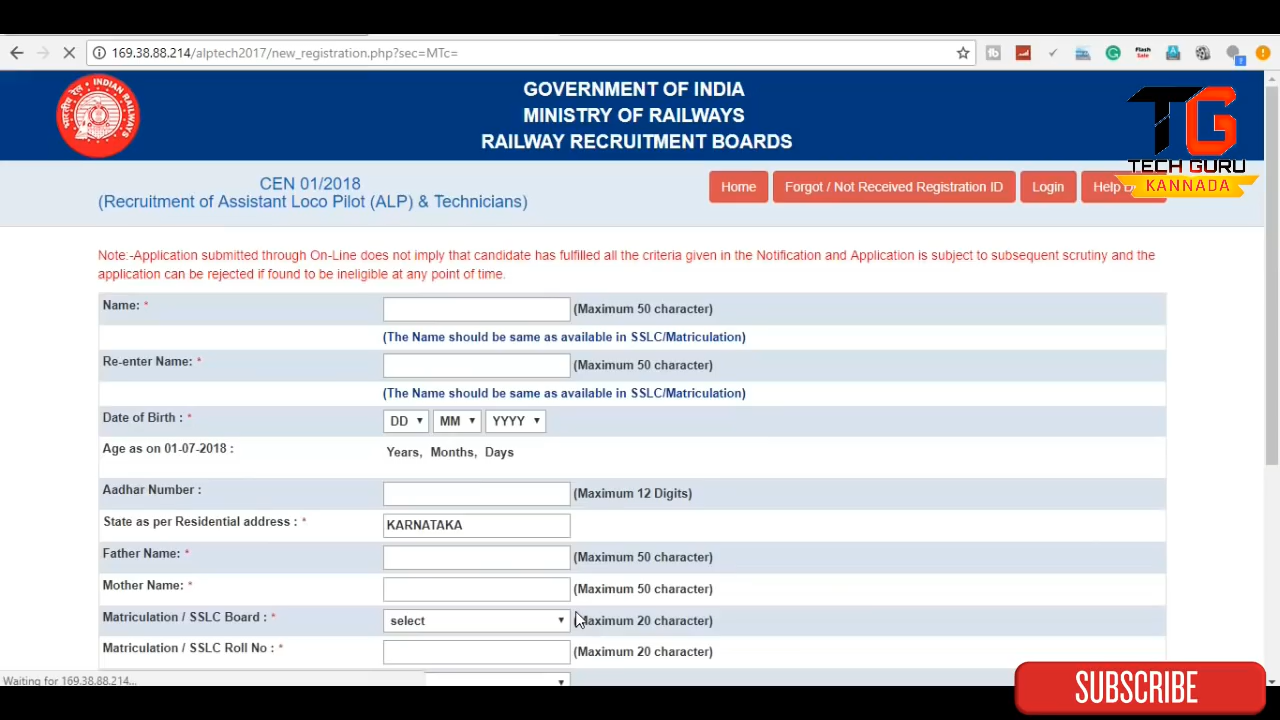 169.38.88.214/alptech2017/new_registration.php?sec=MTc=
GOVERNMENT OF INDIA
MINISTRY OF RAILWAYS
RAILWAY RECRUITMENT BOARDS
TG
TECH GURU
KANNADA
CEN 01/2018
(Recruitment of Assistant Loco Pilot (ALP) & Technicians)
Home
Forgot / Not Received Registration ID
Login
Help
Note:-Application submitted through On-Line does not imply that candidate has fulfilled all the criteria given in the Notification and Application is subject to subsequent scrutiny and the
application can be rejected if found to be ineligible at any point of time.
Name: *
(Maximum 50 character)
(The Name should be same as available in SSLC/Matriculation)
Re-enter Name: *
(Maximum 50 character)
(The Name should be same as available in SSLC/Matriculation)
Date of Birth : *
DD MM YYYY
Age as on 01-07-2018 :
Years, Months, Days
Aadhar Number :
(Maximum 12 Digits)
State as per Residential address : *
KARNATAKA
Father Name: *
(Maximum 50 character)
Mother Name: *
(Maximum 50 character)
Matriculation / SSLC Board : *
select
(Maximum 20 character)
Matriculation / SSLC Roll No : *
(Maximum 20 character)
Waiting for 169.38.88.214...
SUBSCRIBE